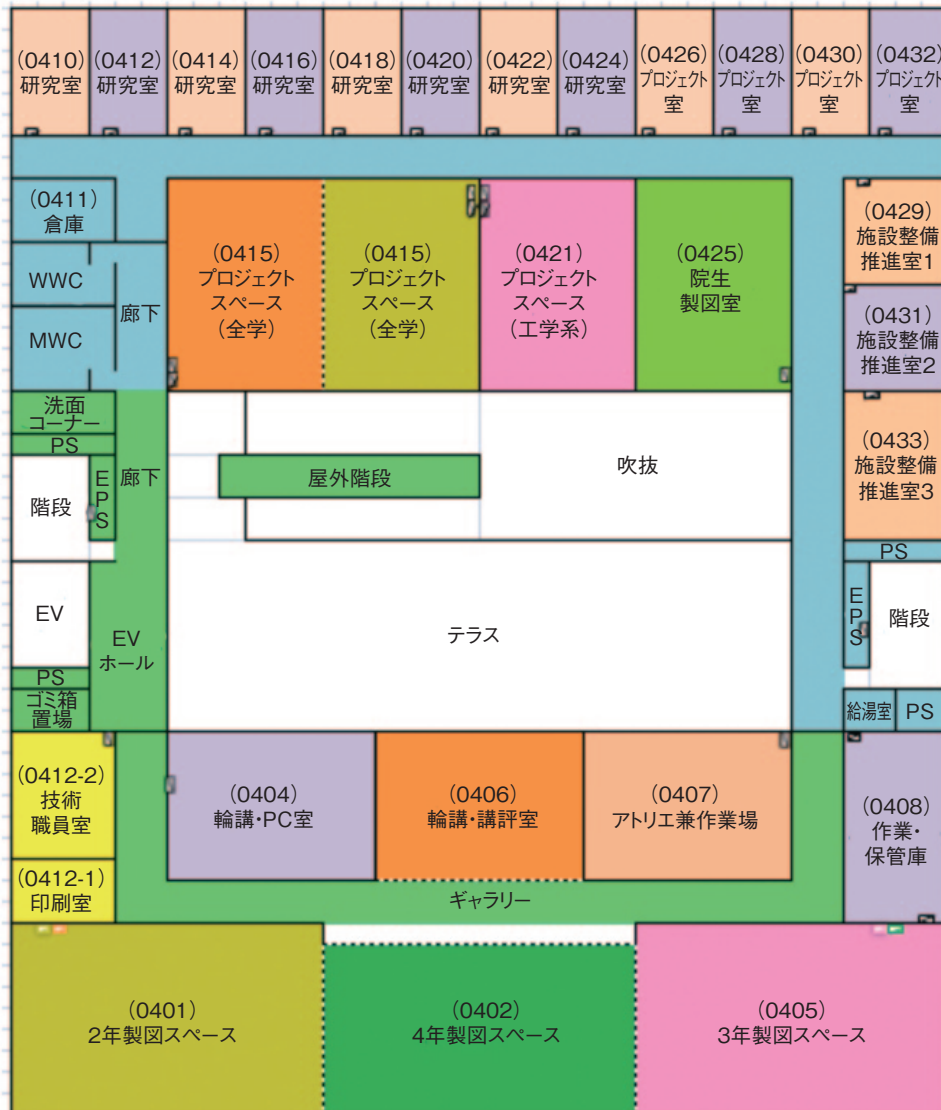 (0410)
研究室
(0412)
研究室
(0414)
研究室
(0416)
研究室
(0418)
研究室
(0420)
研究室
(0422)
研究室
(0424)
研究室
(0426)
プロジェクト
室
(0428)
プロジェクト
室
(0430)
プロジェクト
室
(0432)
プロジェクト
室
(0411)
倉庫
WWC
MWC
廊下
(0415)
プロジェクト
スペース
(全学)
(0415)
プロジェクト
スペース
(全学)
(0421)
プロジェクト
スペース
(工学系)
(0425)
院生
製図室
(0429)
施設整備
推進室1
(0431)
施設整備
推進室2
(0433)
施設整備
推進室3
洗面
コーナー
PS
階段
EPS
廊下
屋外階段
吹抜
PS
EPS
階段
EV
EV
ホール
テラス
PS
ゴミ箱
置場
給湯室
PS
(0412-2)
技術
職員室
(0412-1)
印刷室
(0404)
輪講・PC室
(0406)
輪講・講評室
(0407)
アトリエ兼作業場
(0408)
作業・
保管庫
ギャラリー
(0401)
2年製図スペース
(0402)
4年製図スペース
(0405)
3年製図スペース